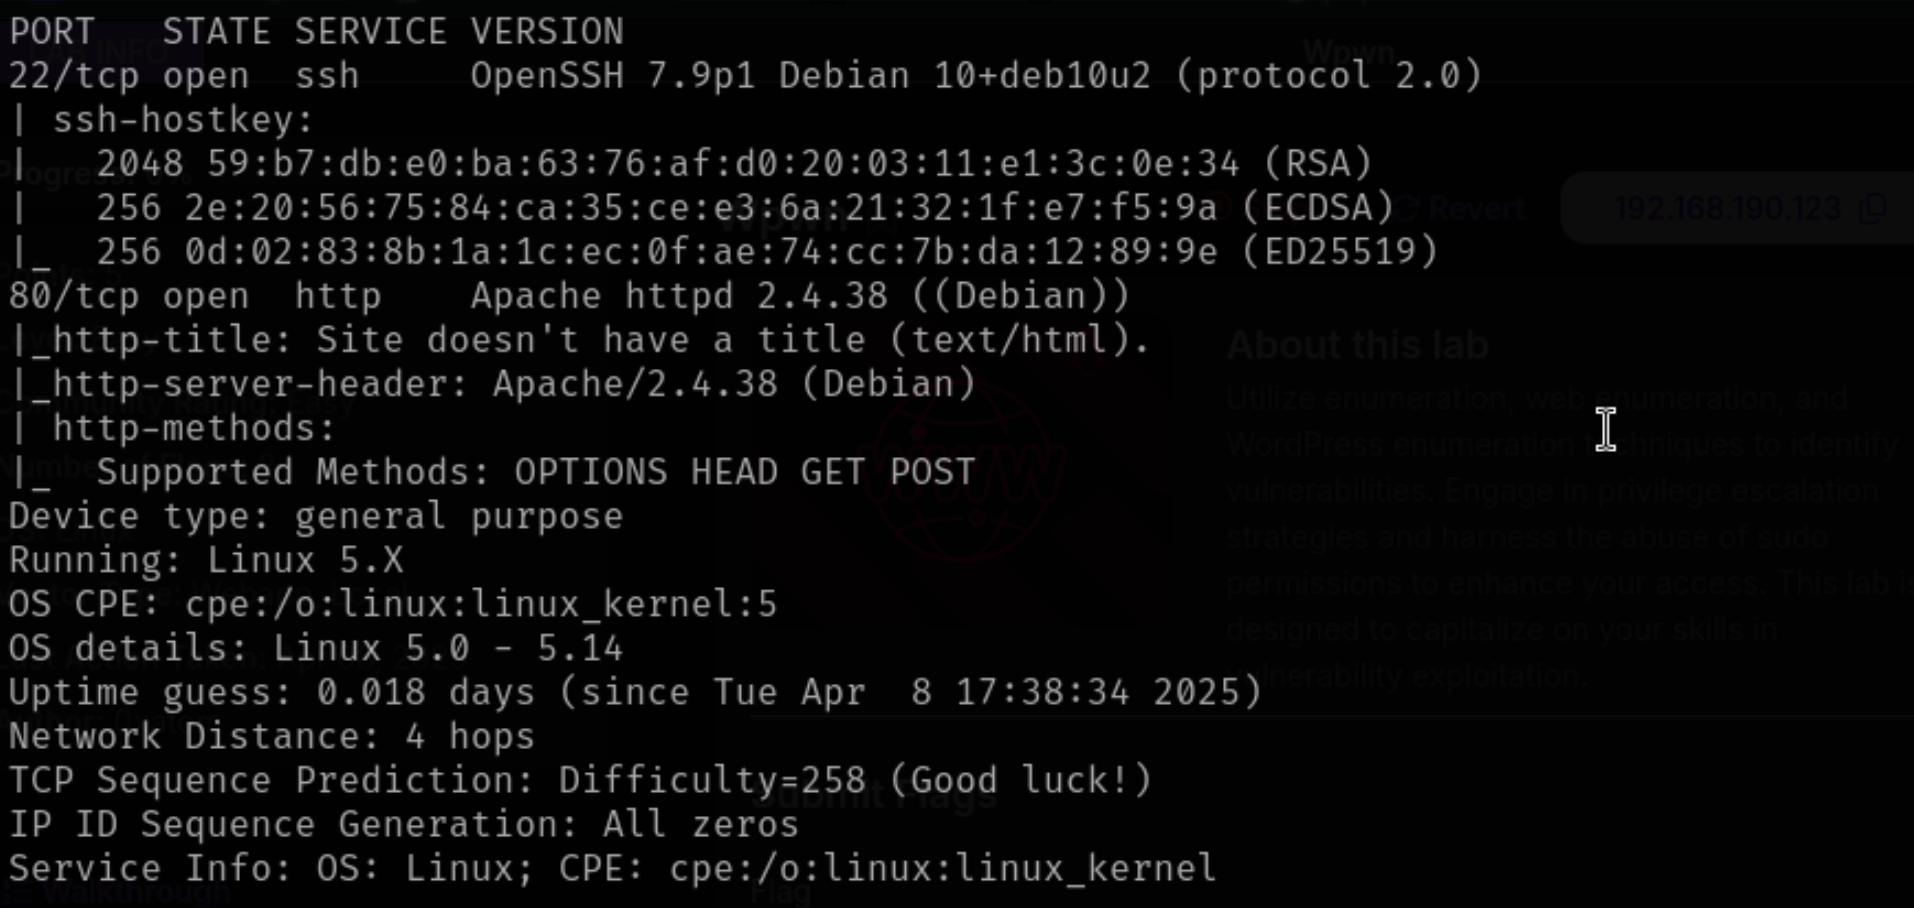 PORT   STATE SERVICE VERSION
22/tcp open  ssh     OpenSSH 7.9p1 Debian 10+deb10u2 (protocol 2.0)
| ssh-hostkey:
|   2048 59:b7:db:e0:ba:63:76:af:d0:20:03:11:e1:3c:0e:34 (RSA)
|   256 2e:20:56:75:84:ca:35:ce:e3:6a:21:32:1f:e7:f5:9a (ECDSA)
|_  256 0d:02:83:8b:1a:1c:ec:0f:ae:74:cc:7b:da:12:89:9e (ED25519)
80/tcp open  http    Apache httpd 2.4.38 ((Debian))
|_http-title: Site doesn't have a title (text/html).
|_http-server-header: Apache/2.4.38 (Debian)
| http-methods:
|_  Supported Methods: OPTIONS HEAD GET POST
Device type: general purpose
Running: Linux 5.X
OS CPE: cpe:/o:linux:linux_kernel:5
OS details: Linux 5.0 - 5.14
Uptime guess: 0.018 days (since Tue Apr  8 17:38:34 2025)
Network Distance: 4 hops
TCP Sequence Prediction: Difficulty=258 (Good luck!)
IP ID Sequence Generation: All zeros
Service Info: OS: Linux; CPE: cpe:/o:linux:linux_kernel
Wpwn
Revert
192.168.190.123
About this lab
Utilize enumeration, web enumeration, and
WordPress enumeration techniques to identify
vulnerabilities. Engage in privilege escalation
strategies and harness the abuse of sudo
permissions to enhance your access. This lab is
designed to capitalize on your skills in
vulnerability exploitation.
Submit Flags
Flag
Walkthrough